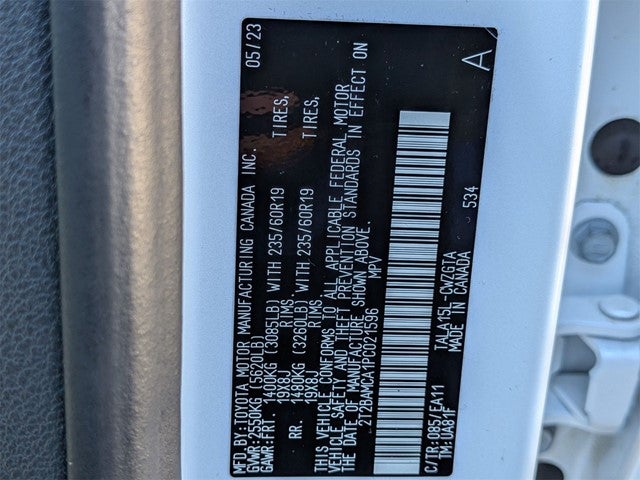 MFD.BY:TOYOTA MOTOR MANUFACTURING CANADA INC. 05/23
GVWR:2550KG (5620LB)
GAWR:FRT. 1400KG (3085LB) WITH 235/60R19 TIRES,
19X8J RIMS.
RR. 1480KG (3260LB) WITH 235/60R19 TIRES,
19X8J RIMS.
THIS VEHICLE CONFORMS TO ALL APPLICABLE FEDERAL MOTOR
VEHICLE SAFETY AND THEFT PREVENTION STANDARDS IN EFFECT ON
THE DATE OF MANUFACTURE SHOWN ABOVE.
2T2BAMCA1PC021596 MPV
A
C/TR:085/EA11 TALA15L-CWZGTA 534
TM:UA81F MADE IN CANADA